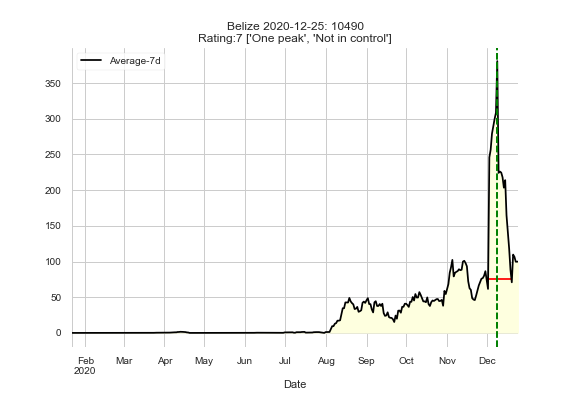 Belize 2020-12-25: 10490
Rating:7 ['One peak', 'Not in control']
Average-7d
350
300
250
200
150
100
50
0
Feb Mar Apr May Jun Jul Aug Sep Oct Nov Dec
2020
Date